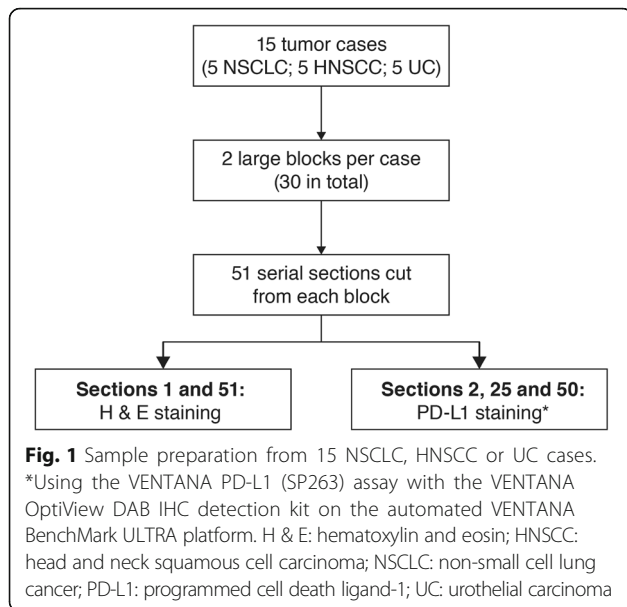 15 tumor cases
(5 NSCLC; 5 HNSCC; 5 UC)
2 large blocks per case
(30 in total)
51 serial sections cut
from each block
Sections 1 and 51:
H & E staining
Sections 2, 25 and 50:
PD-L1 staining*
Fig. 1 Sample preparation from 15 NSCLC, HNSCC or UC cases.
*Using the VENTANA PD-L1 (SP263) assay with the VENTANA
OptiView DAB IHC detection kit on the automated VENTANA
BenchMark ULTRA platform. H & E: hematoxylin and eosin; HNSCC:
head and neck squamous cell carcinoma; NSCLC: non-small cell lung
cancer; PD-L1: programmed cell death ligand-1; UC: urothelial carcinoma